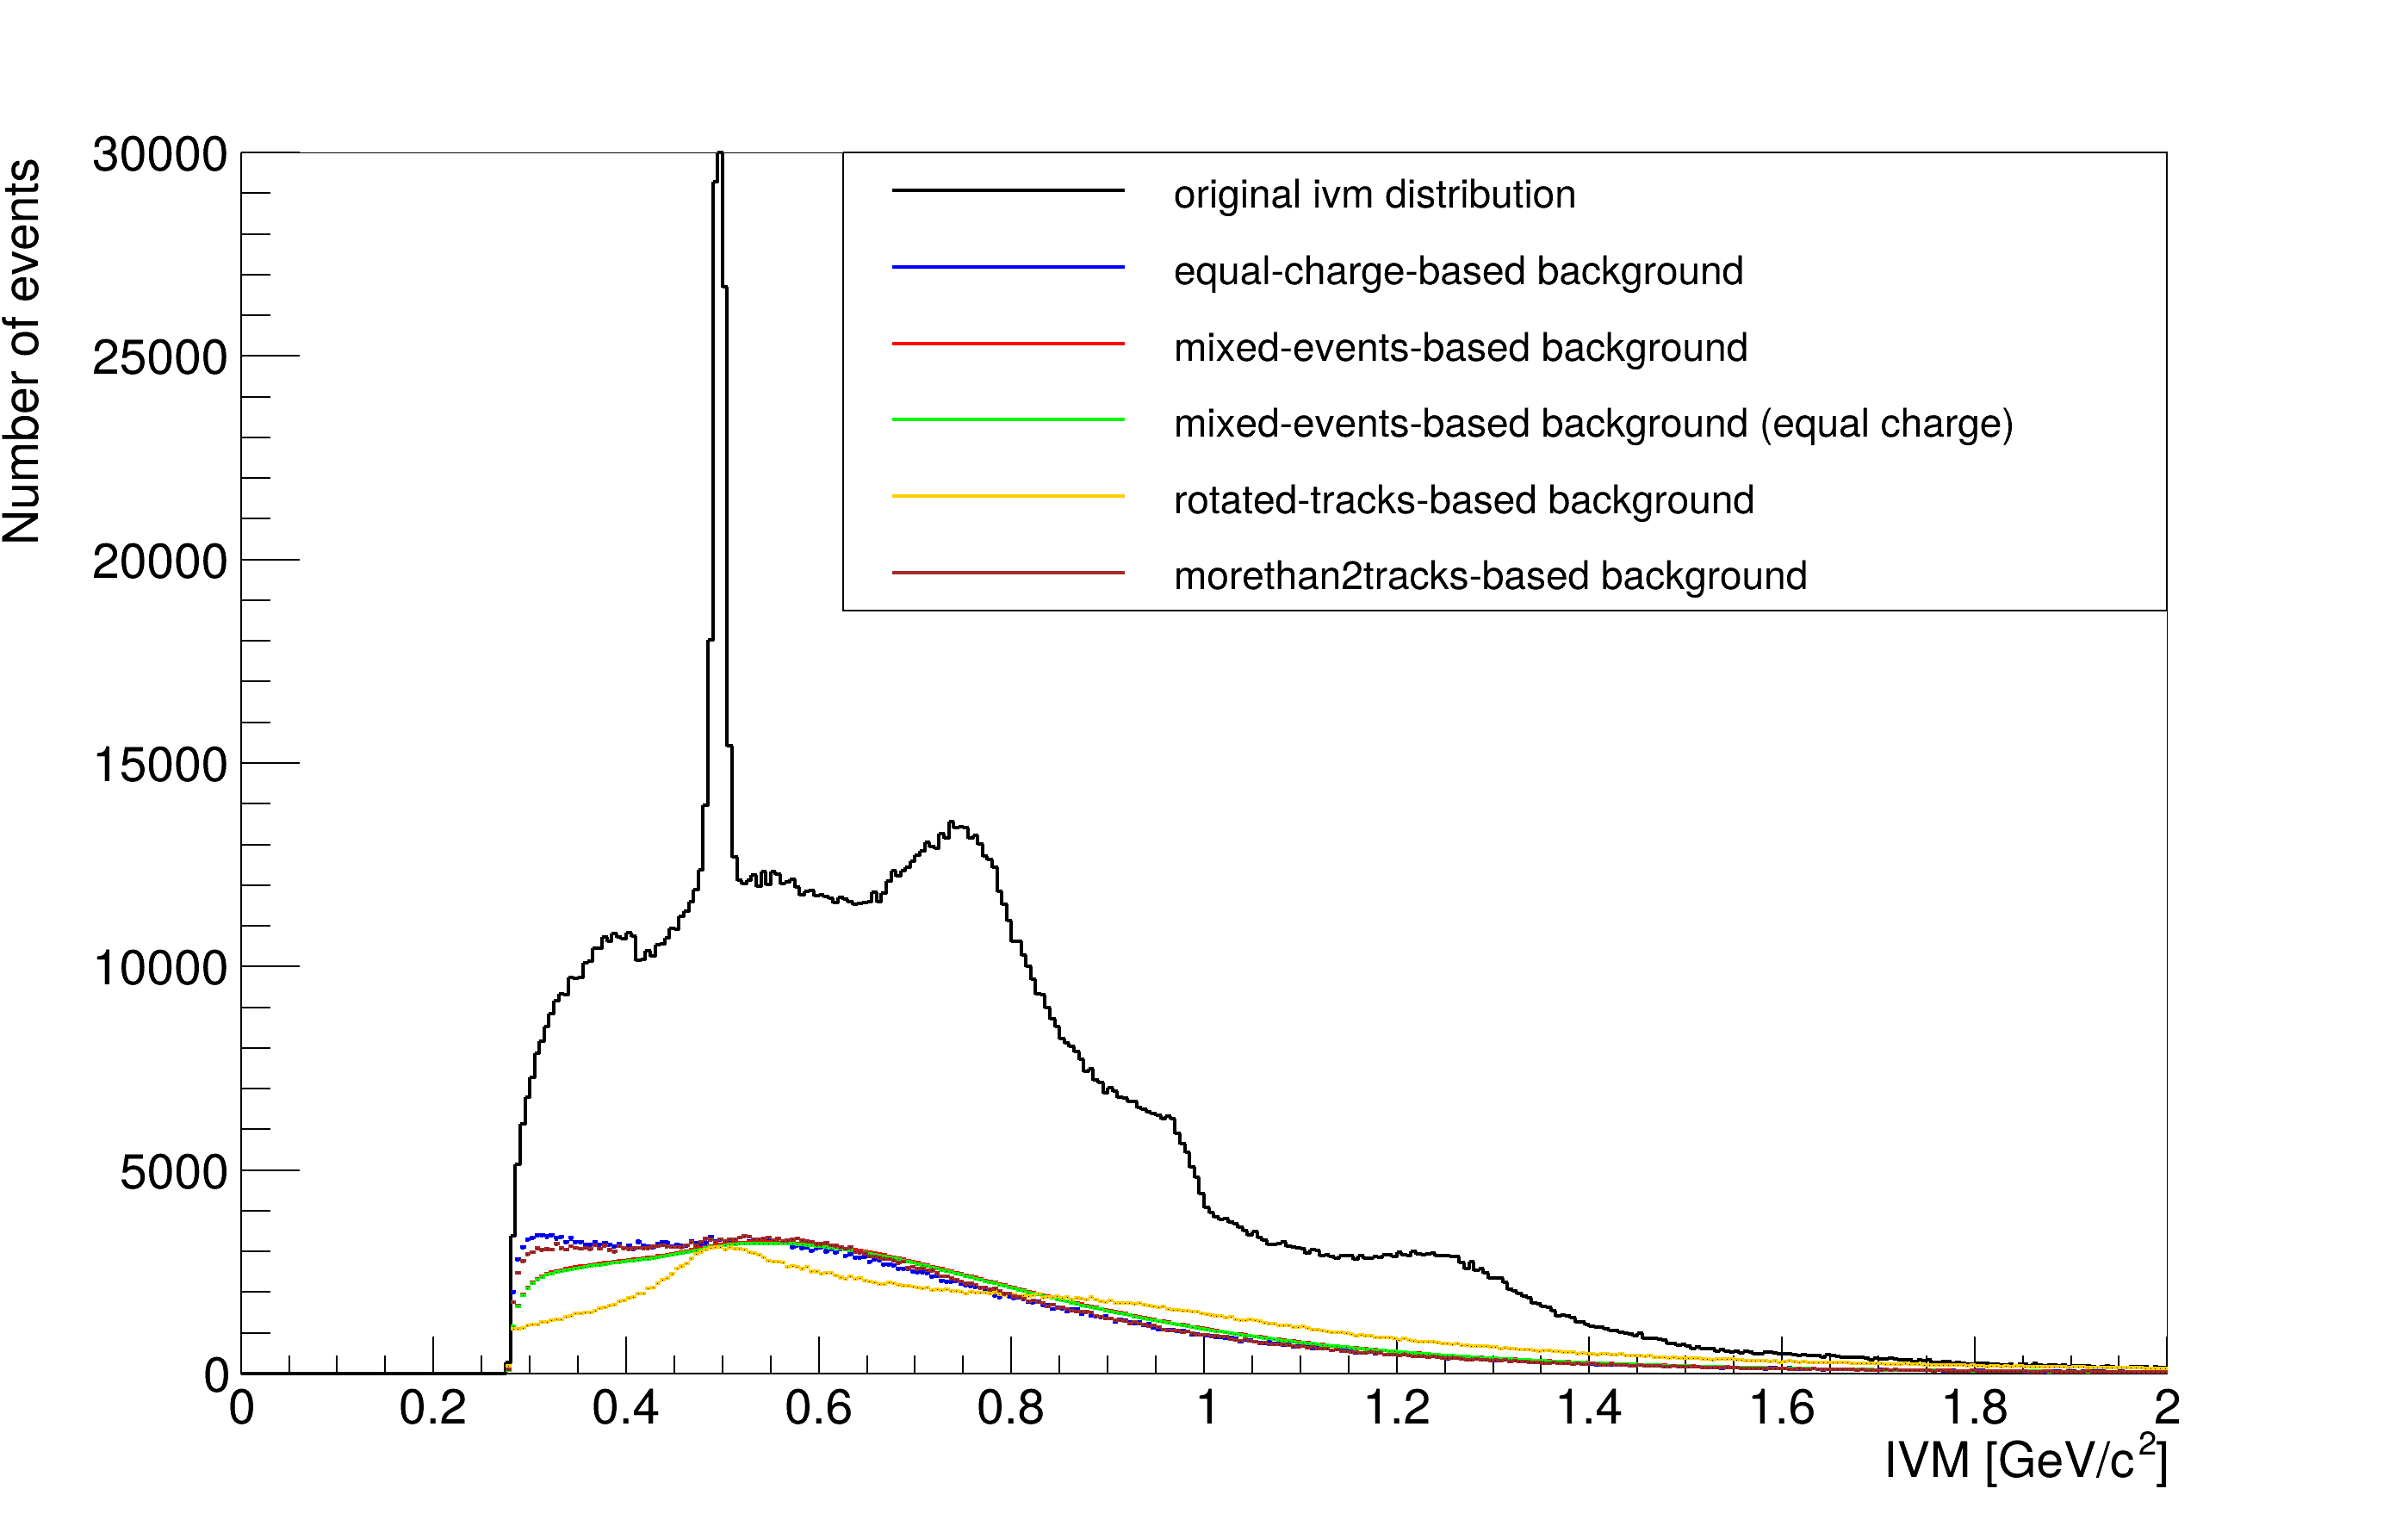 Number of events
30000
25000
20000
15000
10000
5000
0
original ivm distribution
equal-charge-based background
mixed-events-based background
mixed-events-based background (equal charge)
rotated-tracks-based background
morethan2tracks-based background
0 0.2 0.4 0.6 0.8 1 1.2 1.4 1.6 1.8 2
IVM [GeV/c²]